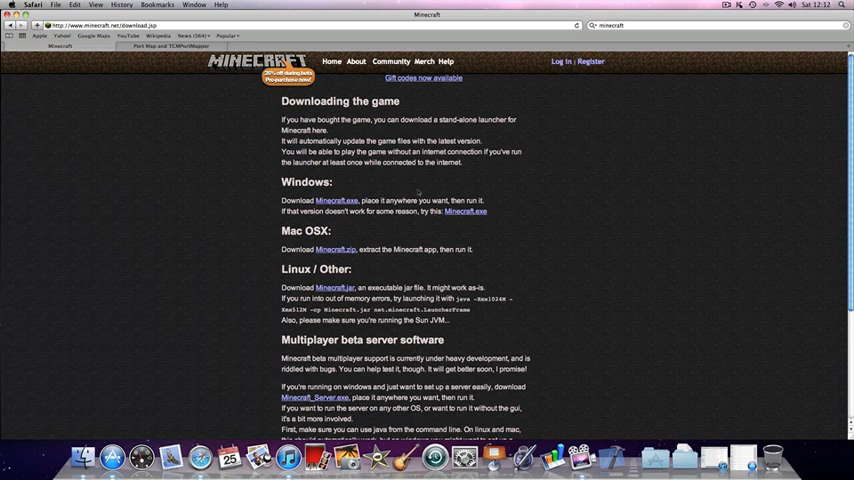 Safari File Edit View History Bookmarks Window Help Sat 12:12
Minecraft
http://www.minecraft.net/download.jsp
minecraft
Apple Yahoo! Google Maps YouTube Wikipedia News (364) Popular
Minecraft Port Map and TCMPortMapper
MINECRAFT
Home About Community Merch Help Log in | Register
Pre-purchase now!
Gift codes now available
Downloading the game
If you have bought the game, you can download a stand-alone launcher for
Minecraft here.
It will automatically update the game files with the latest version.
You will be able to play the game without an internet connection if you've run
the launcher at least once while connected to the internet.
Windows:
Download Minecraft.exe, place it anywhere you want, then run it.
If that version doesn't work for some reason, try this: Minecraft.exe
Mac OSX:
Download Minecraft.zip, extract the Minecraft app, then run it.
Linux / Other:
Download Minecraft.jar, an executable jar file. It might work as-is.
If you run into out of memory errors, try launching it with java -Xmx1024M -
Xms512M -cp Minecraft.jar net.minecraft.LauncherFrame
Also, please make sure you're running the Sun JVM...
Multiplayer beta server software
Minecraft beta multiplayer support is currently under heavy development, and is
riddled with bugs. You can help test it, though. It will get better soon, I promise!
If you're running on windows and just want to set up a server easily, download
Minecraft_Server.exe, place it anywhere you want, then run it.
If you want to run the server on any other OS, or want to run it without the gui,
it's a bit more involved.
First, make sure you can use java from the command line. On linux and mac,
25